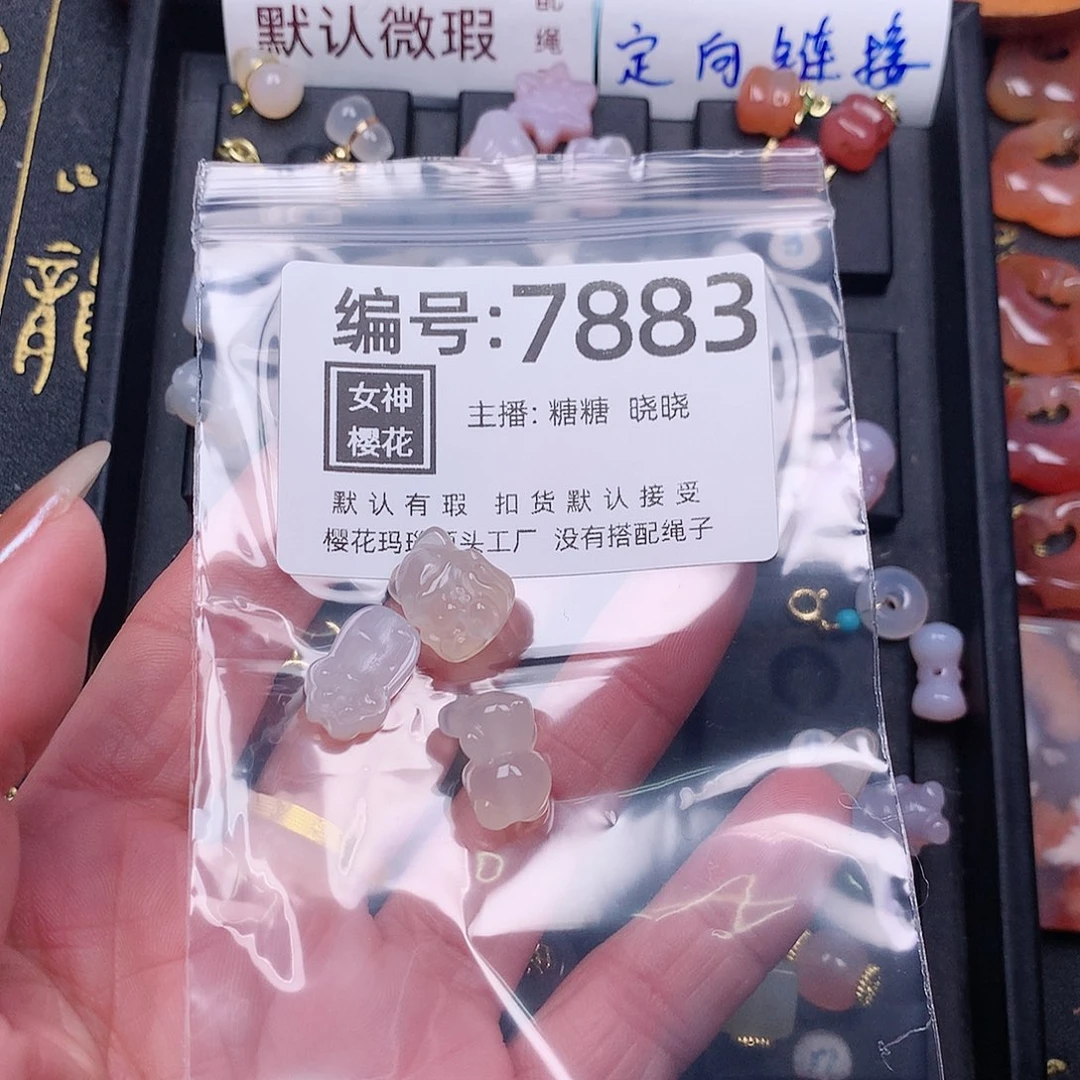 默认微瑕
配绳
定向链接
龍
编号:7883
女神
樱花
主播: 糖糖 晓晓
默认有瑕 扣货默认接受
樱花玛瑙源头工厂 没有搭配绳子